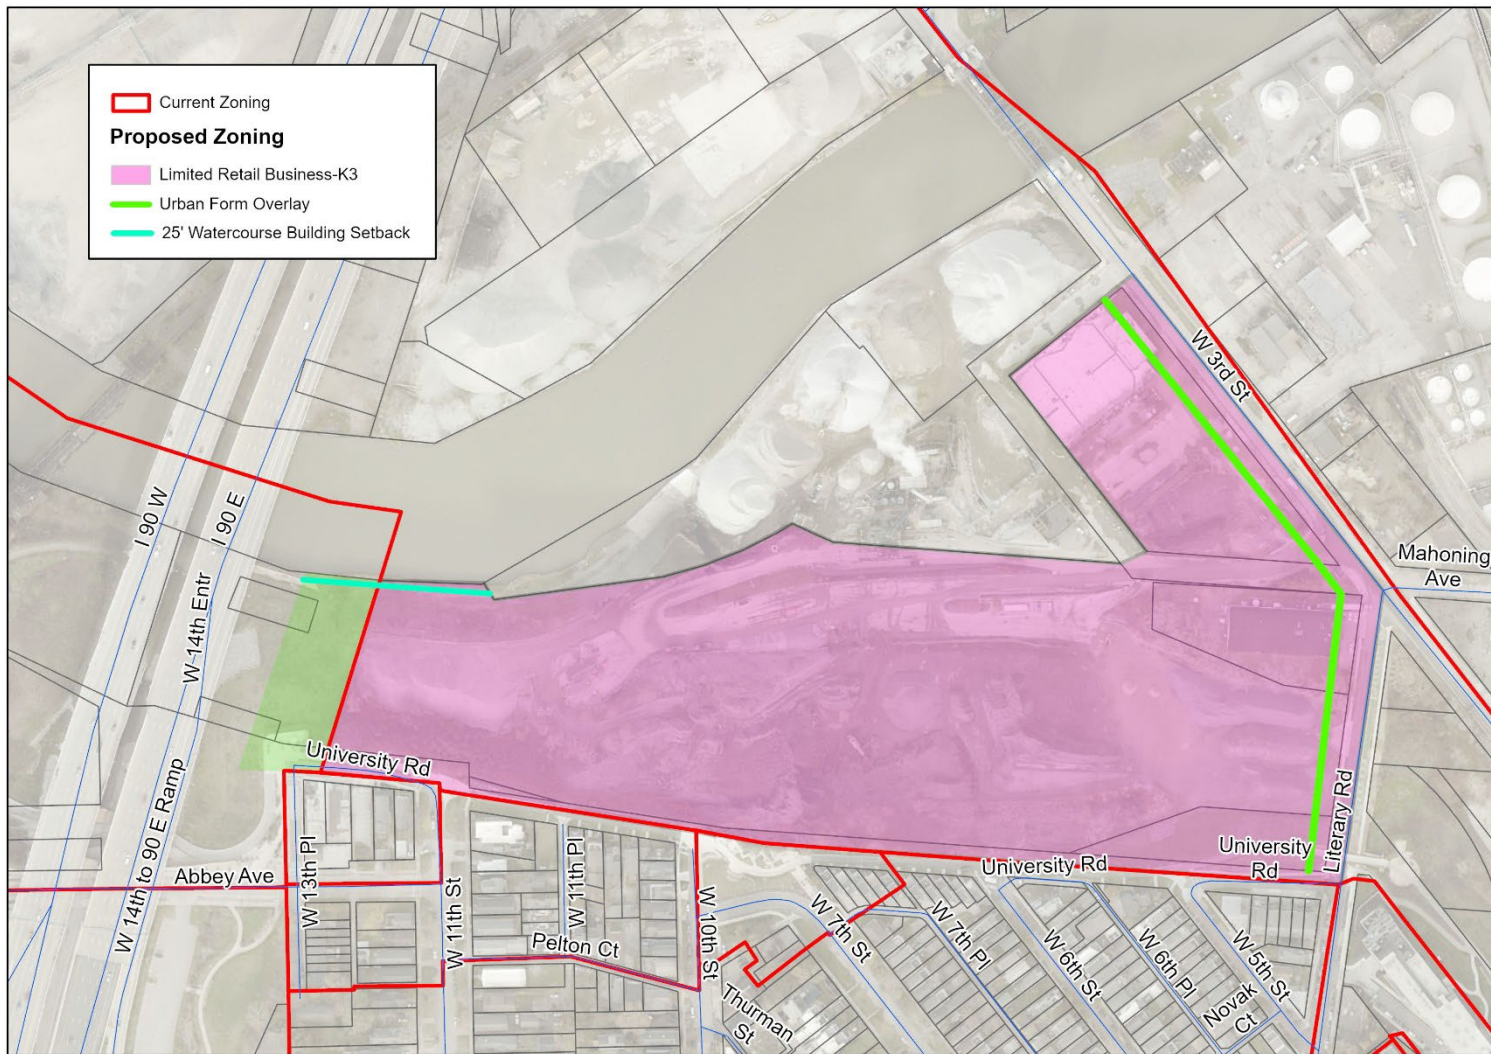 Current Zoning
Proposed Zoning
Limited Retail Business-K3
Urban Form Overlay
25' Watercourse Building Setback
W 3rd St
I 90 W
I 90 E
Mahoning
Ave
W 14th Entr
University Rd
W 14th to 90 E Ramp
Literary Rd
University
Rd
University Rd
Abbey Ave
W 13th Pl
W 11th St
W 11th Pl
W 10th St
W 7th St
W 7th Pl
W 6th St
W 6th Pl
W 5th St
Pelton Ct
Novak
Ct
Thurman
St